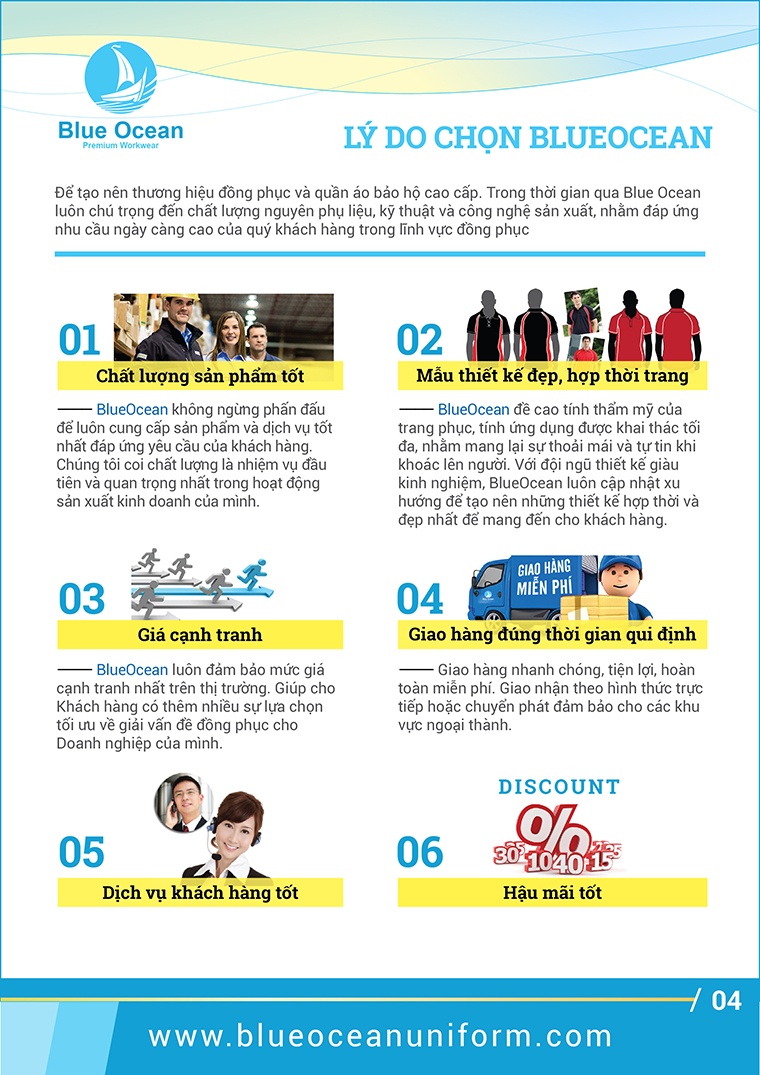 Blue Ocean
Premium Workwear
LÝ DO CHỌN BLUEOCEAN
Để tạo nên thương hiệu đồng phục và quần áo bảo hộ cao cấp. Trong thời gian qua Blue Ocean
luôn chú trọng đến chất lượng nguyên phụ liệu, kỹ thuật và công nghệ sản xuất, nhằm đáp ứng
nhu cầu ngày càng cao của quý khách hàng trong lĩnh vực đồng phục
01
Chất lượng sản phẩm tốt
BlueOcean không ngừng phấn đấu
để luôn cung cấp sản phẩm và dịch vụ tốt
nhất đáp ứng yêu cầu của khách hàng.
Chúng tôi coi chất lượng là nhiệm vụ đầu
tiên và quan trọng nhất trong hoạt động
sản xuất kinh doanh của mình.
02
Mẫu thiết kế đẹp, hợp thời trang
BlueOcean đề cao tính thẩm mỹ của
trang phục, tính ứng dụng được khai thác tối
đa, nhằm mang lại sự thoải mái và tự tin khi
khoác lên người. Với đội ngũ thiết kế giàu
kinh nghiệm, BlueOcean luôn cập nhật xu
hướng để tạo nên những thiết kế hợp thời và
đẹp nhất để mang đến cho khách hàng.
03
Giá cạnh tranh
BlueOcean luôn đảm bảo mức giá
cạnh tranh nhất trên thị trường. Giúp cho
Khách hàng có thêm nhiều sự lựa chọn
tối ưu về giải vấn đề đồng phục cho
Doanh nghiệp của mình.
04
GIAO HÀNG
MIỄN PHÍ
Giao hàng đúng thời gian qui định
Giao hàng nhanh chóng, tiện lợi, hoàn
toàn miễn phí. Giao nhận theo hình thức trực
tiếp hoặc chuyển phát đảm bảo cho các khu
vực ngoại thành.
05
Dịch vụ khách hàng tốt
DISCOUNT
06
%
30 10 40 15
Hậu mãi tốt
/ 04
www.blueoceanuniform.com